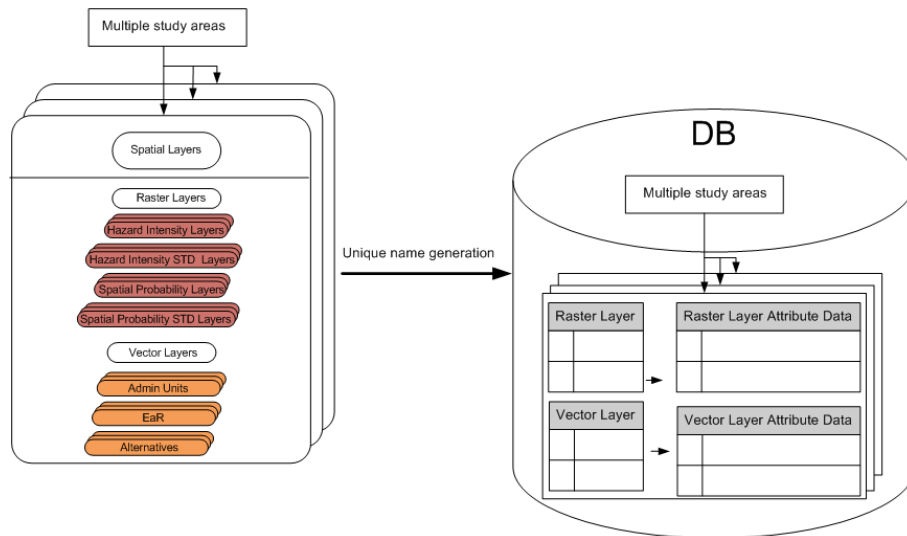 Multiple study areas
Spatial Layers
Raster Layers
Hazard Intensity Layers
Hazard Intensity STD Layers
Spatial Probability Layers
Spatial Probability STD Layers
Vector Layers
Admin Units
EaR
Alternatives
Unique name generation
DB
Multiple study areas
Raster Layer
Raster Layer Attribute Data
Vector Layer
Vector Layer Attribute Data